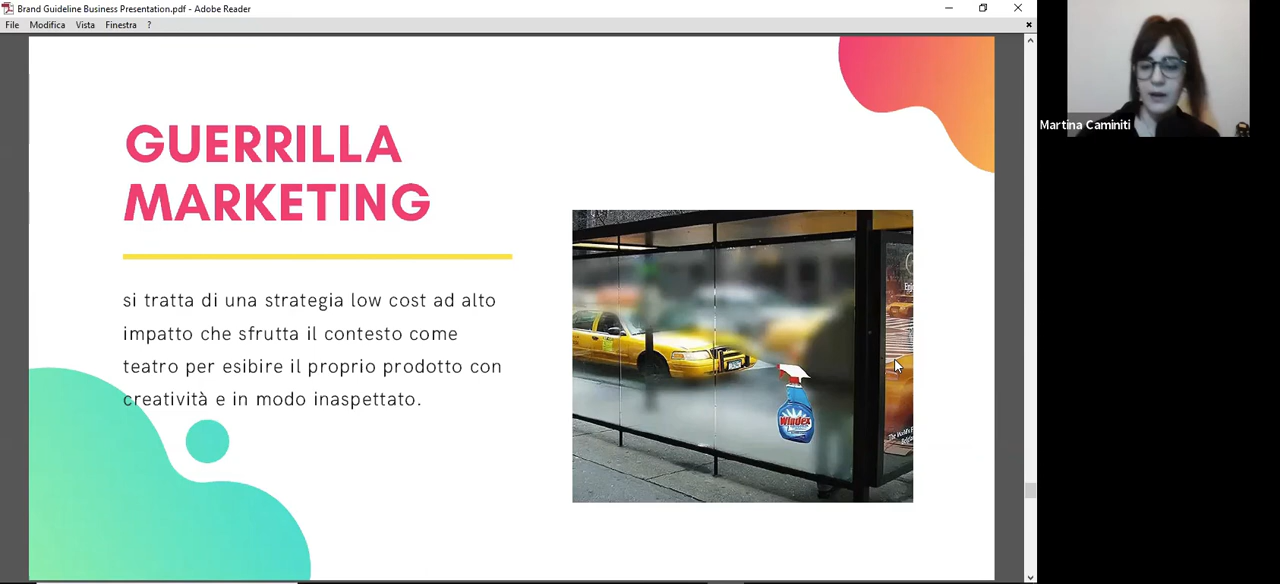 Brand Guideline Business Presentation.pdf - Adobe Reader
File Modifica Vista Finestra ?
GUERRILLA
MARKETING
si tratta di una strategia low cost ad alto
impatto che sfrutta il contesto come
teatro per esibire il proprio prodotto con
creatività e in modo inaspettato.
Windex
Martina Caminiti